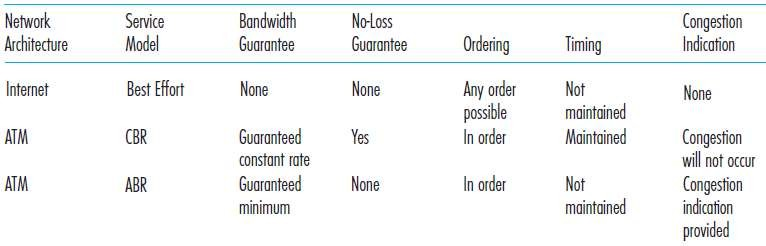 Network Service Bandwidth No-Loss Congestion
Architecture Model Guarantee Guarantee Ordering Timing Indication
Internet Best Effort None None Any order Not None
possible maintained
ATM CBR Guaranteed Yes In order Maintained Congestion
constant rate will not occur
ATM ABR Guaranteed None In order Not Congestion
minimum maintained indication
provided